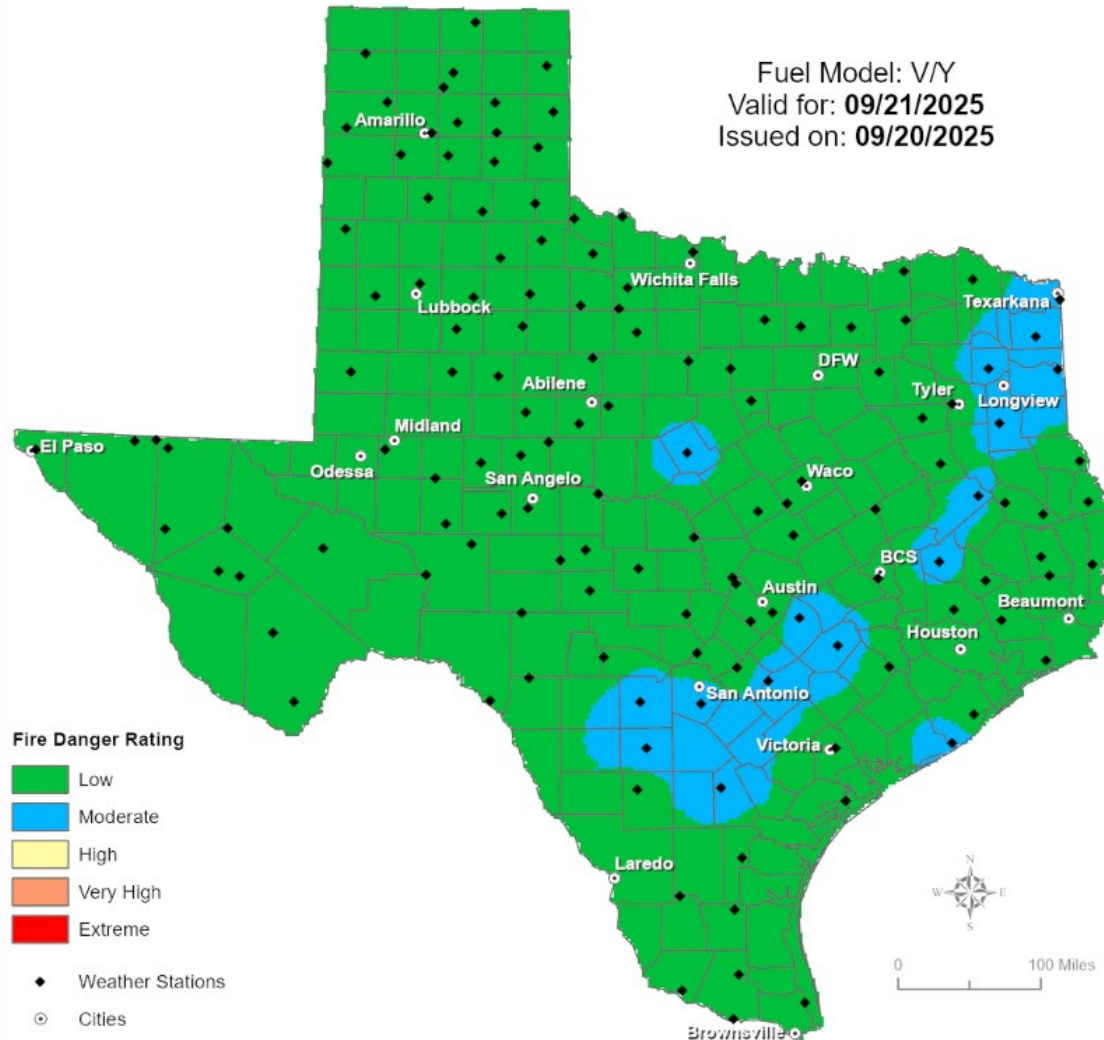 Fuel Model: V/Y
Valid for: 09/21/2025
Issued on: 09/20/2025
Amarillo
Wichita Falls
Lubbock
Texarkana
DFW
Abilene
Tyler
Longview
Midland
El Paso
Odessa
San Angelo
Waco
BCS
Austin
Beaumont
Houston
San Antonio
Victoria
Fire Danger Rating
Low
Moderate
High
Very High
Extreme
Weather Stations
Cities
Laredo
N
W E
S
0 100 Miles
Brownsville